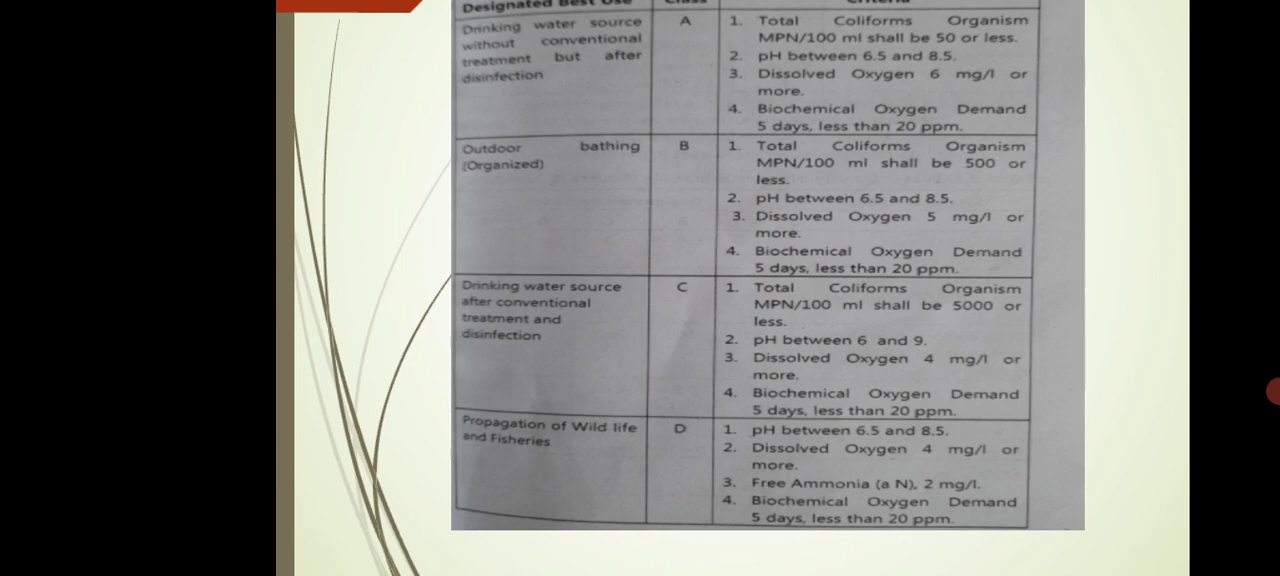 Designated Best Use Class Criteria
Drinking water source
without conventional
treatment but after
disinfection
A
1. Total Coliforms Organism
MPN/100 ml shall be 50 or less.
2. pH between 6.5 and 8.5.
3. Dissolved Oxygen 6 mg/l or
more.
4. Biochemical Oxygen Demand
5 days, less than 20 ppm.
Outdoor bathing
(Organized)
B
1. Total Coliforms Organism
MPN/100 ml shall be 500 or
less.
2. pH between 6.5 and 8.5.
3. Dissolved Oxygen 5 mg/l or
more.
4. Biochemical Oxygen Demand
5 days, less than 20 ppm.
Drinking water source
after conventional
treatment and
disinfection
C
1. Total Coliforms Organism
MPN/100 ml shall be 5000 or
less.
2. pH between 6 and 9.
3. Dissolved Oxygen 4 mg/l or
more.
4. Biochemical Oxygen Demand
5 days, less than 20 ppm.
Propagation of Wild life
and Fisheries
D
1. pH between 6.5 and 8.5.
2. Dissolved Oxygen 4 mg/l or
more.
3. Free Ammonia (a N), 2 mg/l.
4. Biochemical Oxygen Demand
5 days, less than 20 ppm.